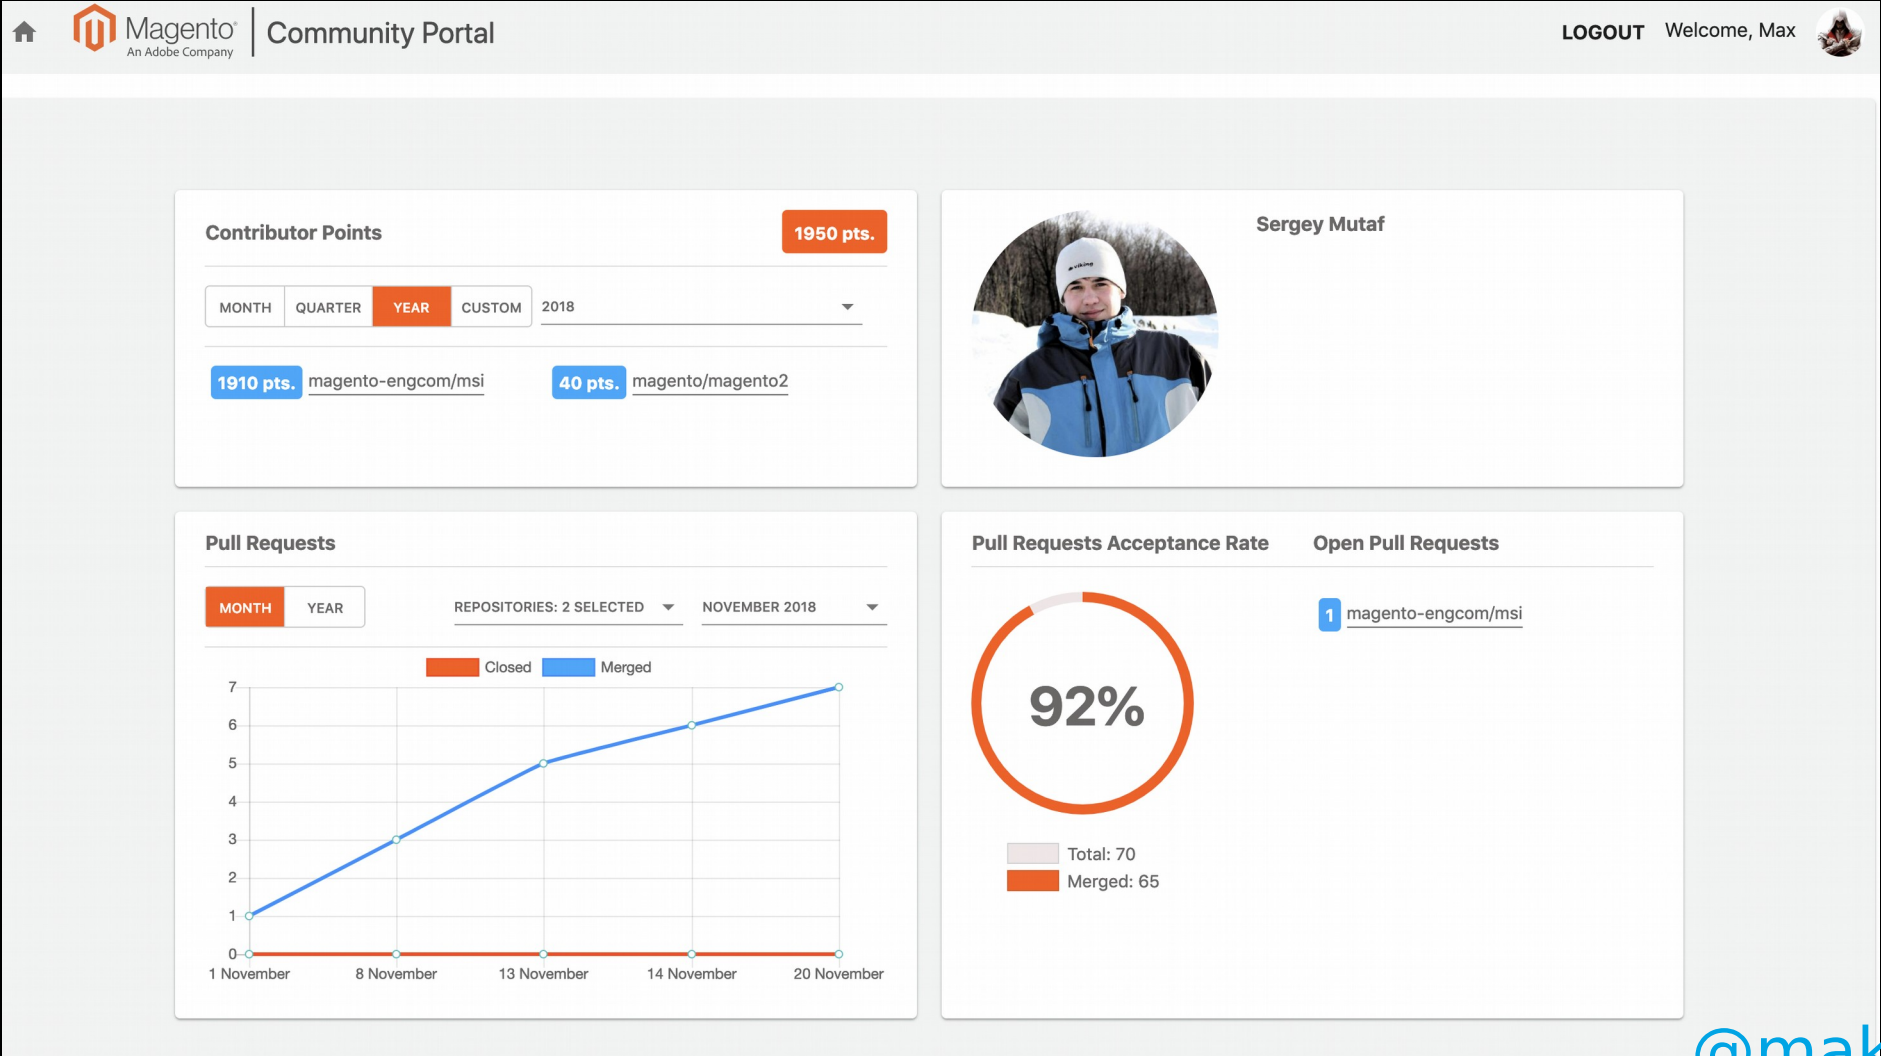 Magento®
An Adobe Company
Community Portal
LOGOUT
Welcome, Max
Contributor Points
1950 pts.
MONTH
QUARTER
YEAR
CUSTOM
2018
1910 pts.
magento-engcom/msi
40 pts.
magento/magento2
viking
Sergey Mutaf
Pull Requests
MONTH
YEAR
REPOSITORIES: 2 SELECTED
NOVEMBER 2018
Closed
Merged
7
6
5
4
3
2
1
0
1 November
8 November
13 November
14 November
20 November
Pull Requests Acceptance Rate
Open Pull Requests
92%
1
magento-engcom/msi
Total: 70
Merged: 65
@mak